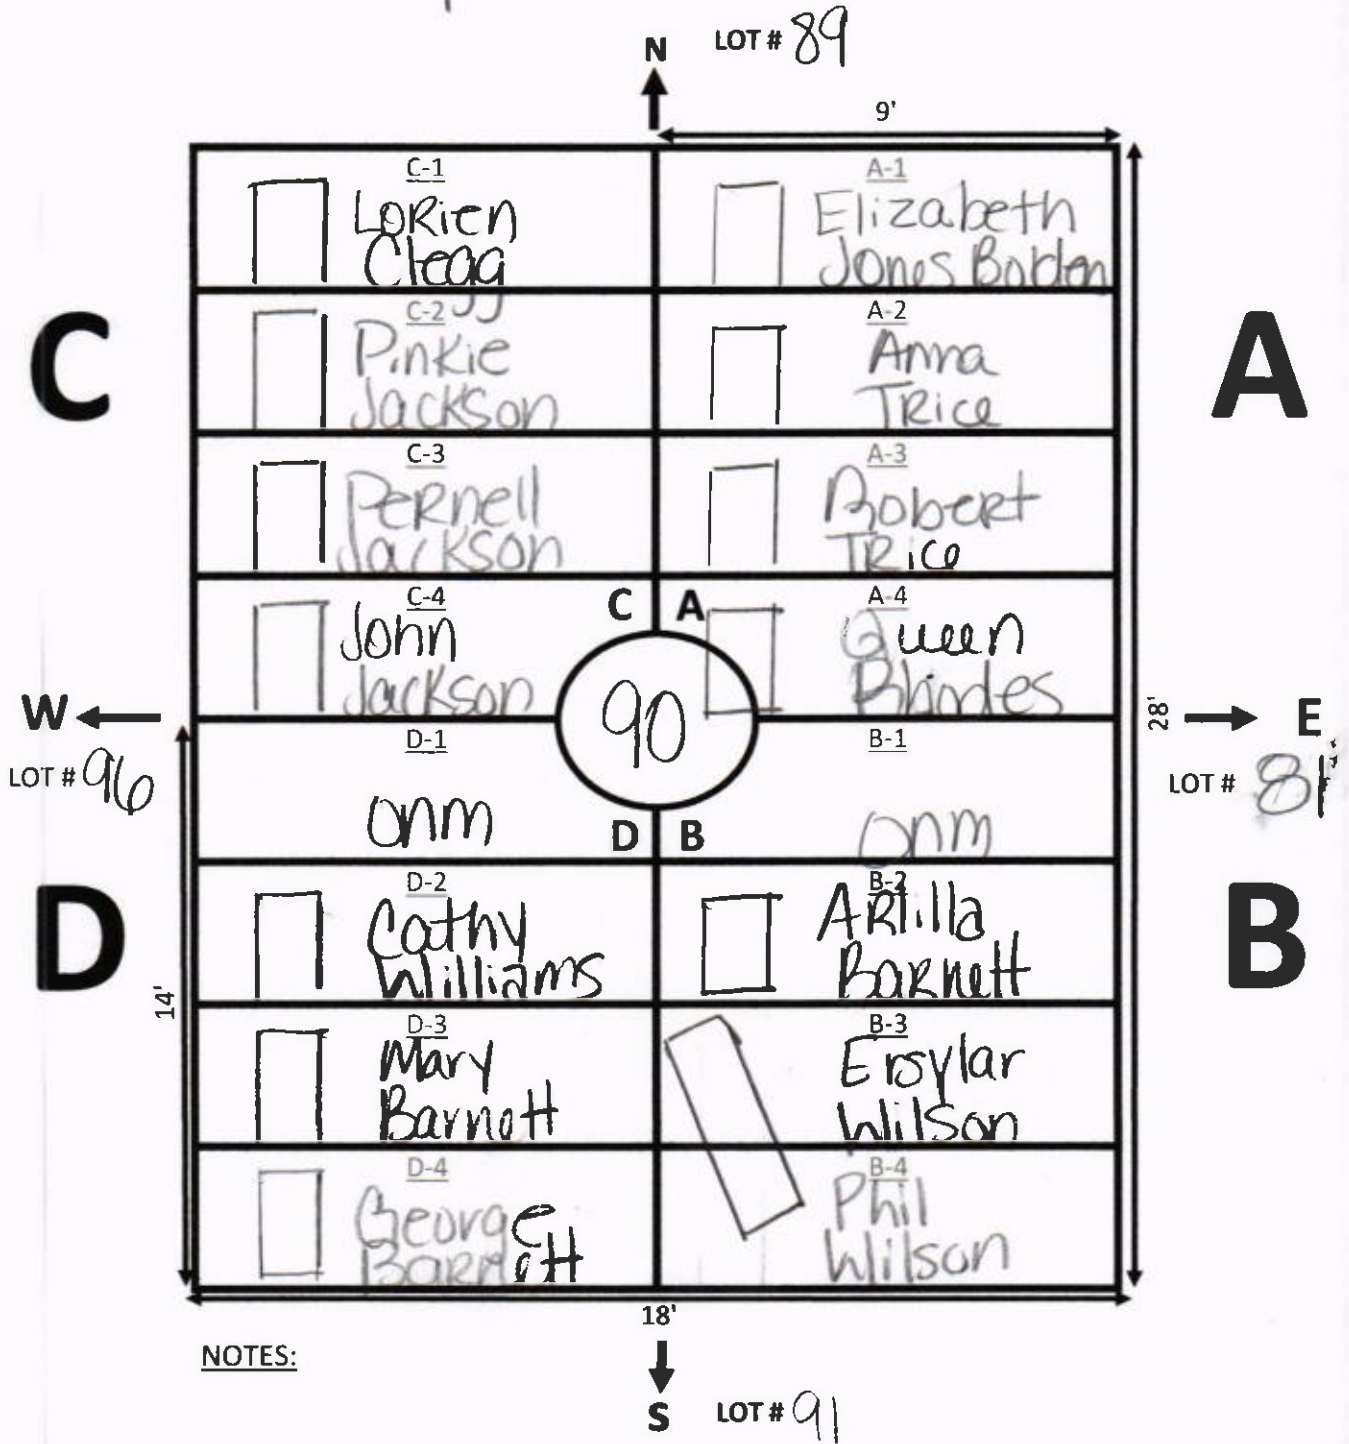 N LOT # 89
9'
C-1
Lorien
Clegg
A-1
Elizabeth
Jones Bolden
C-2
Pinkie
Jackson
A-2
Anna
Trice
C
A
C-3
Pernell
Jackson
A-3
Robert
Trice
C-4
John
Jackson
C A
A-4
Queen
Rhodes
90
W
E
28'
LOT # 96
LOT # 81
D-1
onm
B-1
onm
D B
D-2
Cathy
Williams
B-2
Arlilla
Barnett
D
B
14'
D-3
Mary
Barnett
B-3
Ersylar
Wilson
D-4
George
Barnett
B-4
Phil
Wilson
18'
NOTES:
S LOT # 91